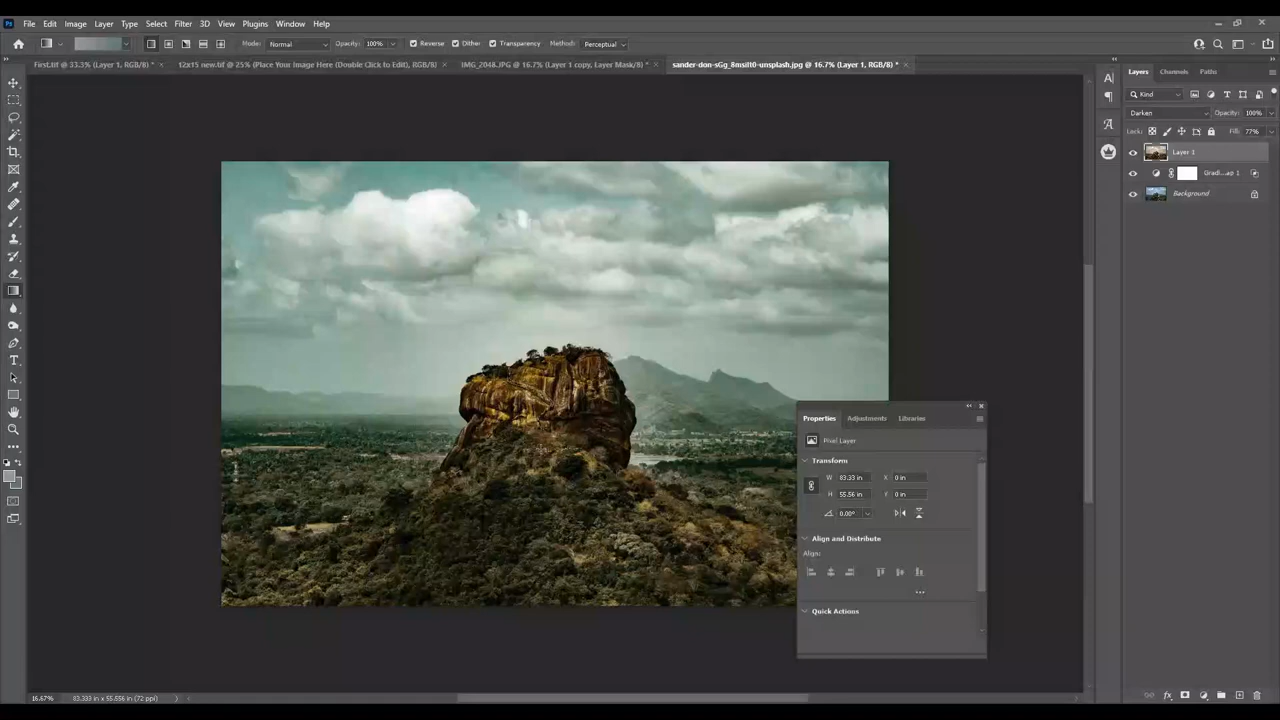 Ps File Edit Image Layer Type Select Filter 3D View Plugins Window Help
Mode: Normal Opacity: 100% Reverse Dither Transparency Method: Perceptual
First.tif @ 33.3% (Layer 1, RGB/8) * × 12x15 new.tif @ 25% (Place Your Image Here (Double Click to Edit), RGB/8) × IMG_2048.JPG @ 16.7% (Layer 1 copy, Layer Mask/8) * × sander-don-sGg_8msil10-unsplash.jpg @ 16.7% (Layer 1, RGB/8) * ×
Layers Channels Paths
Kind
Darken Opacity: 100%
Lock: Fill: 77%
Layer 1
Gradi...ap 1
Background
Properties Adjustments Libraries
Pixel Layer
Transform
W 83.33 in X 0 in
H 55.56 in Y 0 in
0.00°
Align and Distribute
Align:
Quick Actions
16.67% 83.333 in x 55.556 in (72 ppi)